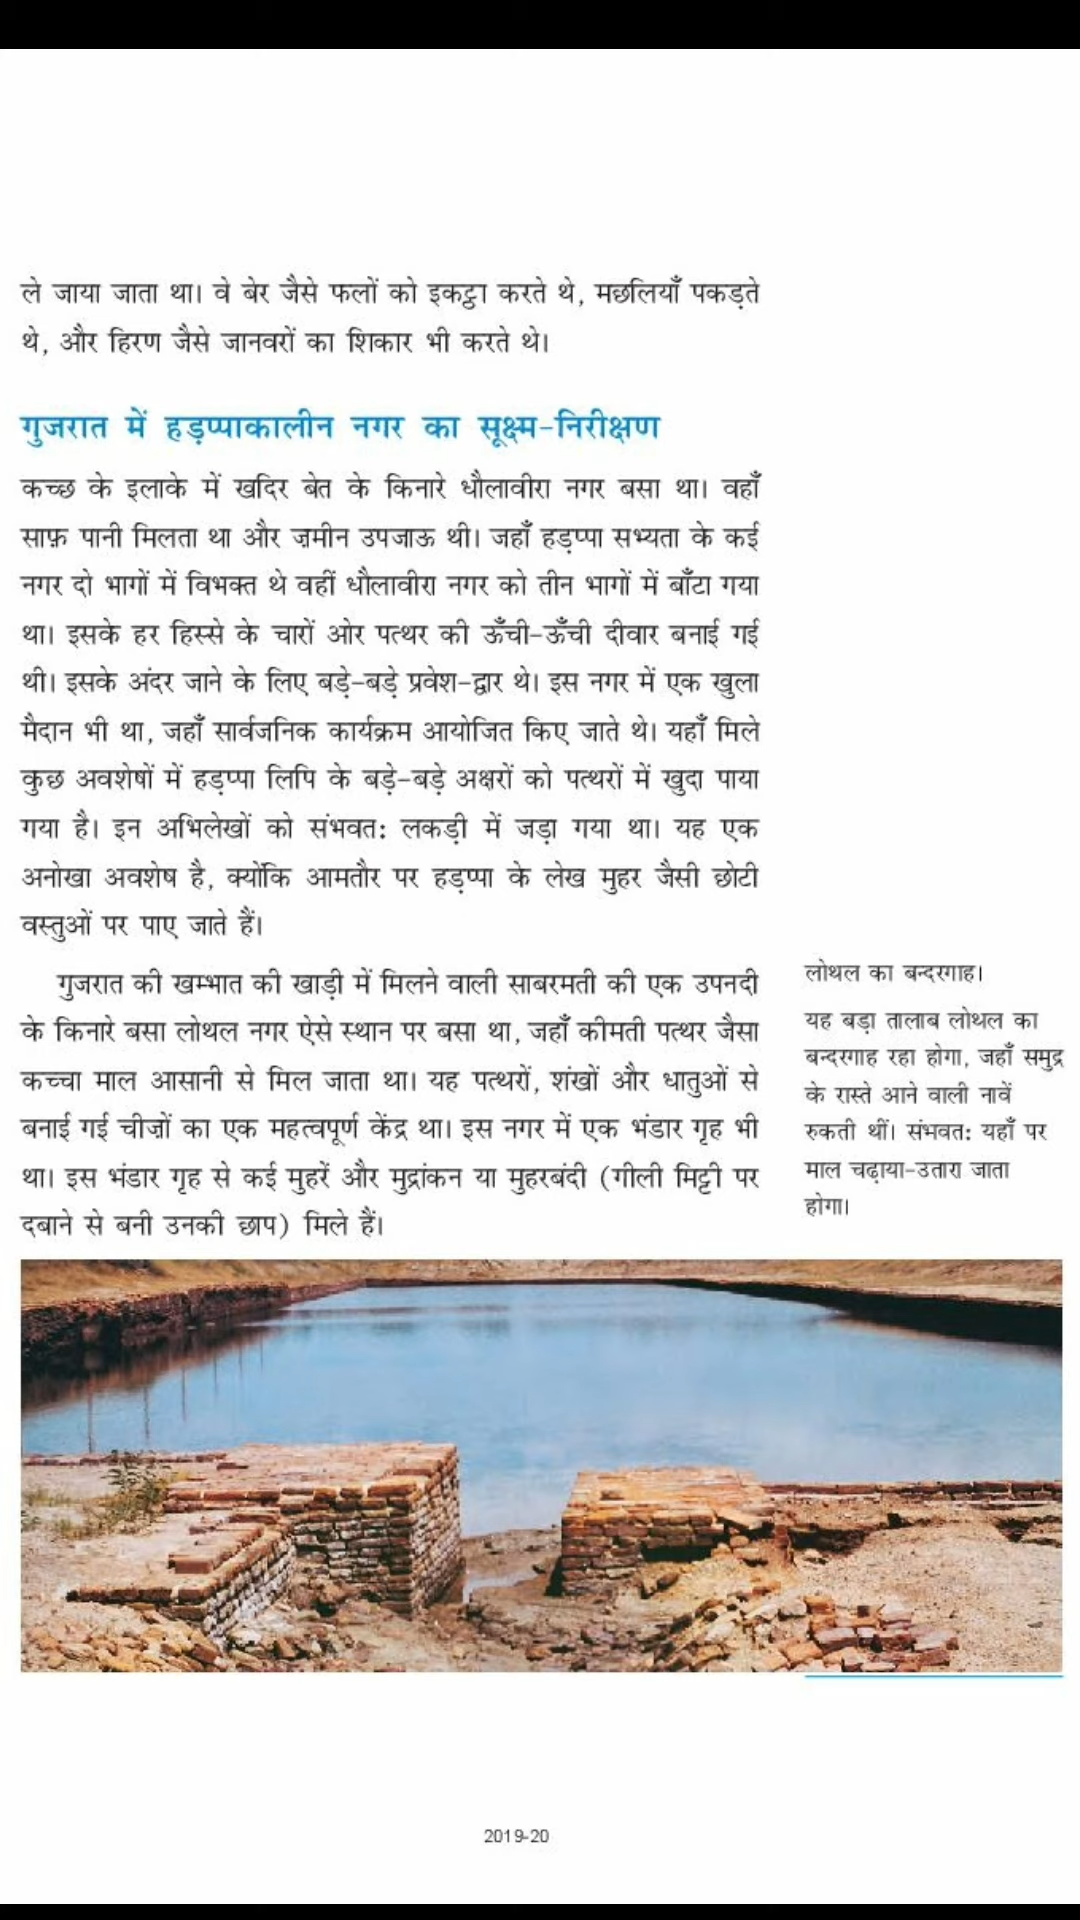 ले जाया जाता था। वे बेर जैसे फलों को इकट्ठा करते थे, मछलियाँ पकड़ते
थे, और हिरण जैसे जानवरों का शिकार भी करते थे।
गुजरात में हड़प्पाकालीन नगर का सूक्ष्म-निरीक्षण
कच्छ के इलाके में खदिर बेत के किनारे धौलावीरा नगर बसा था। वहाँ
साफ़ पानी मिलता था और ज़मीन उपजाऊ थी। जहाँ हड़प्पा सभ्यता के कई
नगर दो भागों में विभक्त थे वहीं धौलावीरा नगर को तीन भागों में बाँटा गया
था। इसके हर हिस्से के चारों ओर पत्थर की ऊँची-ऊँची दीवार बनाई गई
थी। इसके अंदर जाने के लिए बड़े-बड़े प्रवेश-द्वार थे। इस नगर में एक खुला
मैदान भी था, जहाँ सार्वजनिक कार्यक्रम आयोजित किए जाते थे। यहाँ मिले
कुछ अवशेषों में हड़प्पा लिपि के बड़े-बड़े अक्षरों को पत्थरों में खुदा पाया
गया है। इन अभिलेखों को संभवत: लकड़ी में जड़ा गया था। यह एक
अनोखा अवशेष है, क्योंकि आमतौर पर हड़प्पा के लेख मुहर जैसी छोटी
वस्तुओं पर पाए जाते हैं।
गुजरात की खम्भात की खाड़ी में मिलने वाली साबरमती की एक उपनदी
के किनारे बसा लोथल नगर ऐसे स्थान पर बसा था, जहाँ कीमती पत्थर जैसा
कच्चा माल आसानी से मिल जाता था। यह पत्थरों, शंखों और धातुओं से
बनाई गई चीज़ों का एक महत्वपूर्ण केंद्र था। इस नगर में एक भंडार गृह भी
था। इस भंडार गृह से कई मुहरें और मुद्रांकन या मुहरबंदी (गीली मिट्टी पर
दबाने से बनी उनकी छाप) मिले हैं।
लोथल का बन्दरगाह।
यह बड़ा तालाब लोथल का
बन्दरगाह रहा होगा, जहाँ समुद्र
के रास्ते आने वाली नावें
रुकती थीं। संभवत: यहाँ पर
माल चढ़ाया-उतारा जाता
होगा।
2019-20